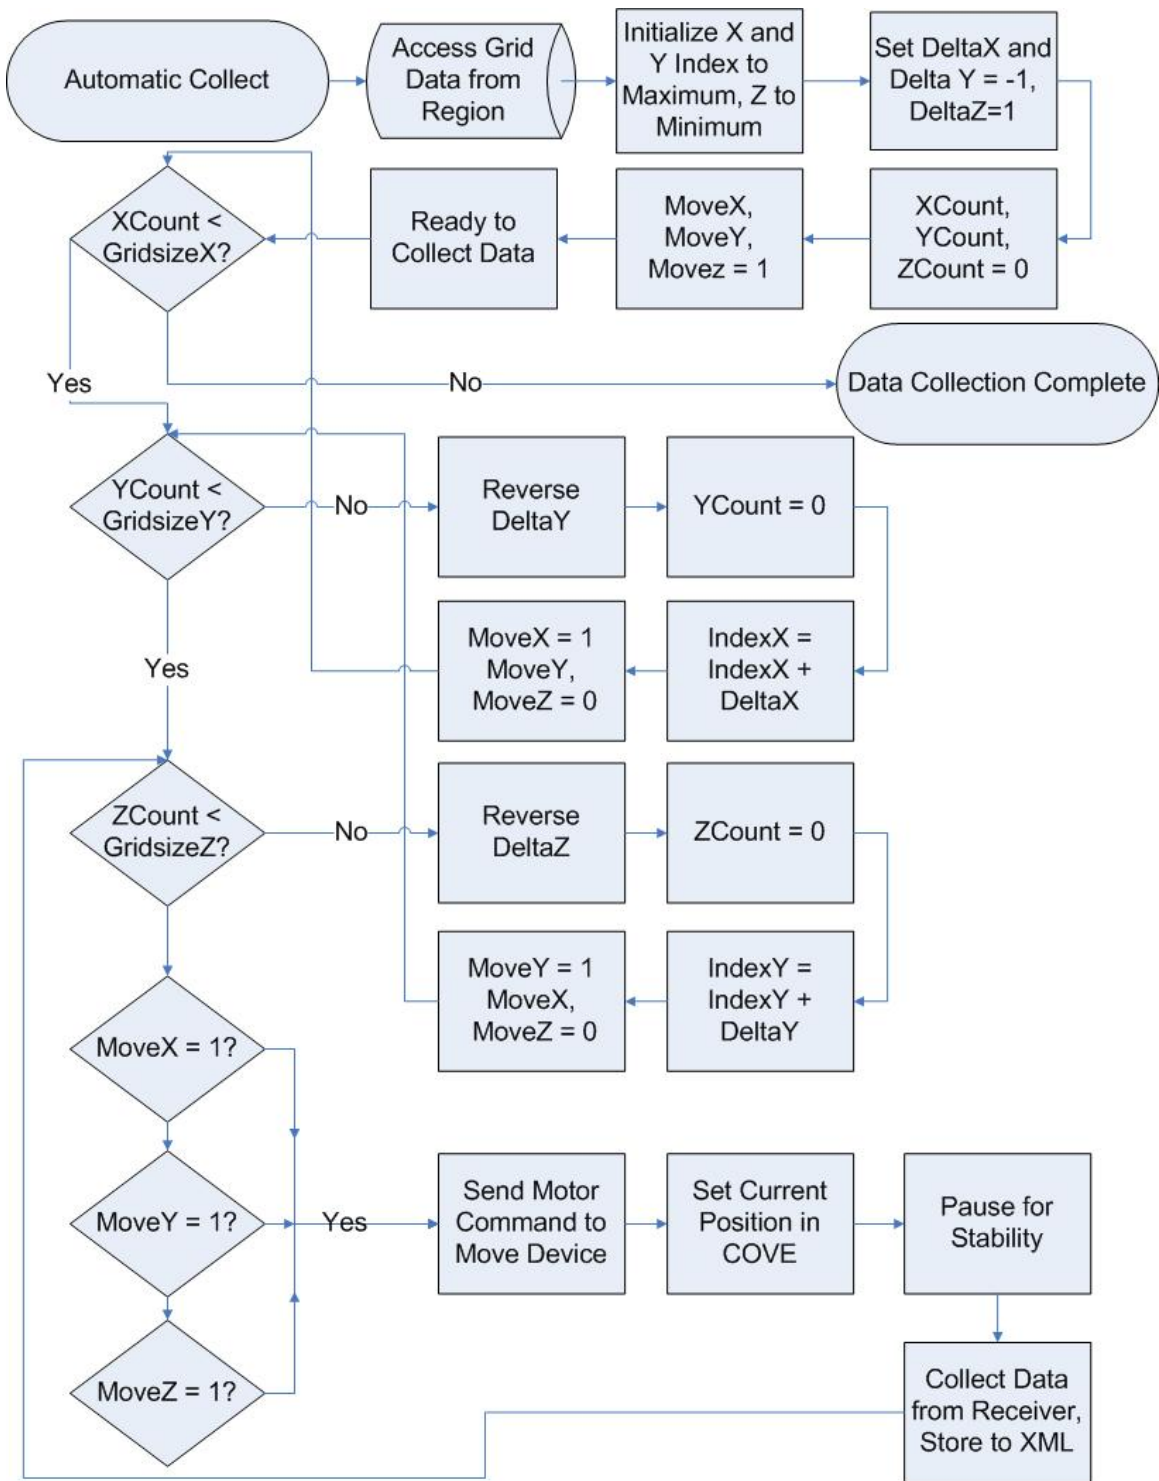 Automatic Collect
Access Grid
Data from
Region
Initialize X and
Y Index to
Maximum, Z to
Minimum
Set DeltaX and
Delta Y = -1,
DeltaZ=1
XCount <
GridsizeX?
Ready to
Collect Data
MoveX,
MoveY,
Movez = 1
XCount,
YCount,
ZCount = 0
Yes
No
Data Collection Complete
YCount <
GridsizeY?
No
Reverse
DeltaY
YCount = 0
Yes
MoveX = 1
MoveY,
MoveZ = 0
IndexX =
IndexX +
DeltaX
ZCount <
GridsizeZ?
No
Reverse
DeltaZ
ZCount = 0
MoveY = 1
MoveX,
MoveZ = 0
IndexY =
IndexY +
DeltaY
MoveX = 1?
MoveY = 1?
Yes
Send Motor
Command to
Move Device
Set Current
Position in
COVE
Pause for
Stability
MoveZ = 1?
Collect Data
from Receiver,
Store to XML